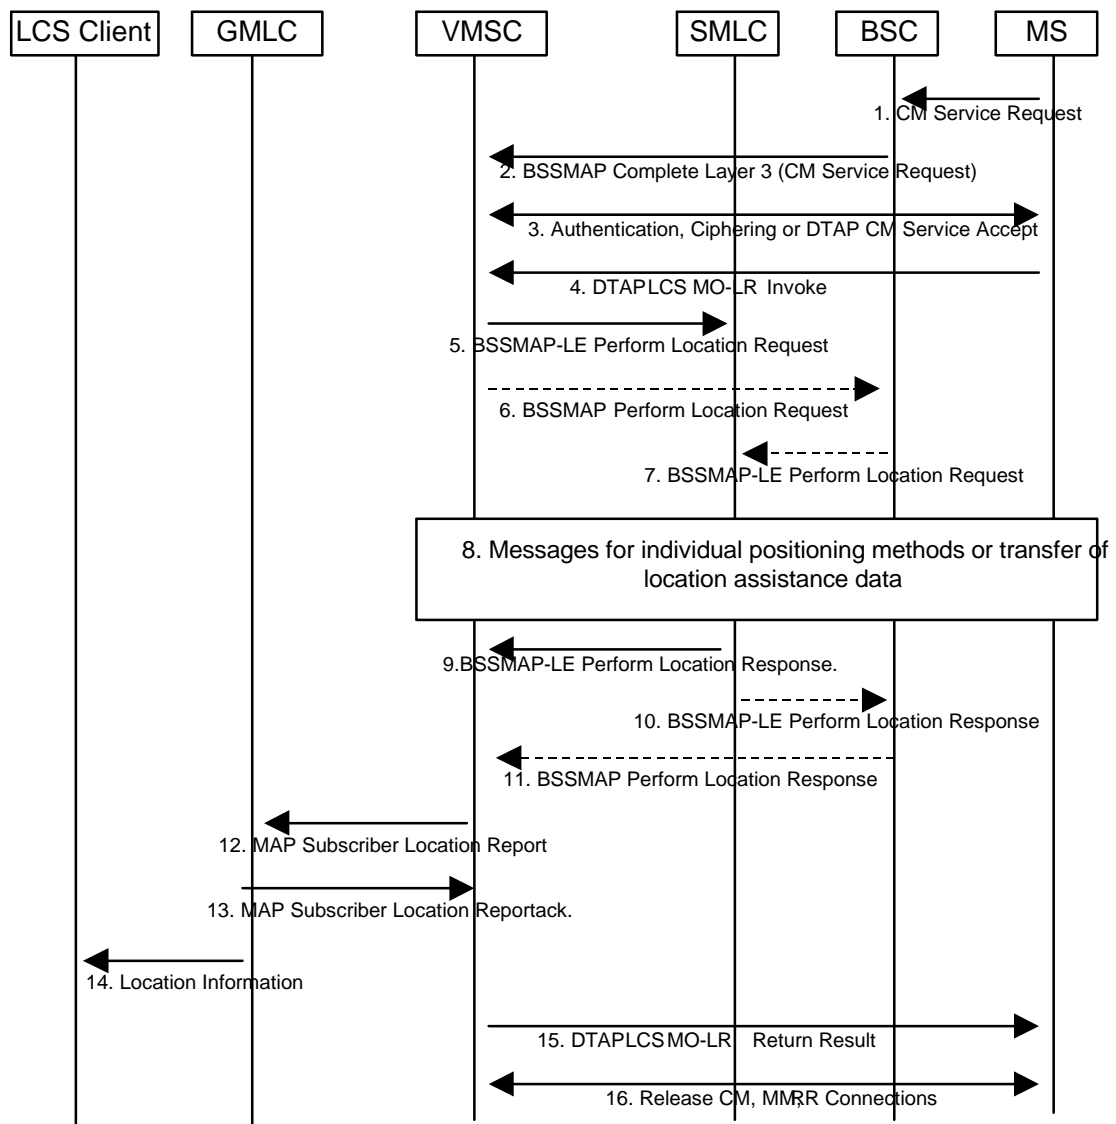 LCS Client GMLC VMSC SMLC BSC MS
1. CM Service Request
2. BSSMAP Complete Layer 3 (CM Service Request)
3. Authentication, Ciphering or DTAP CM Service Accept
4. DTAPLCS MO-LR Invoke
5. BSSMAP-LE Perform Location Request
6. BSSMAP Perform Location Request
7. BSSMAP-LE Perform Location Request
8. Messages for individual positioning methods or transfer of
location assistance data
9.BSSMAP-LE Perform Location Response.
10. BSSMAP-LE Perform Location Response
11. BSSMAP Perform Location Response
12. MAP Subscriber Location Report
13. MAP Subscriber Location Reportack.
14. Location Information
15. DTAPLCSMO-LR Return Result
16. Release CM, MM,RR Connections